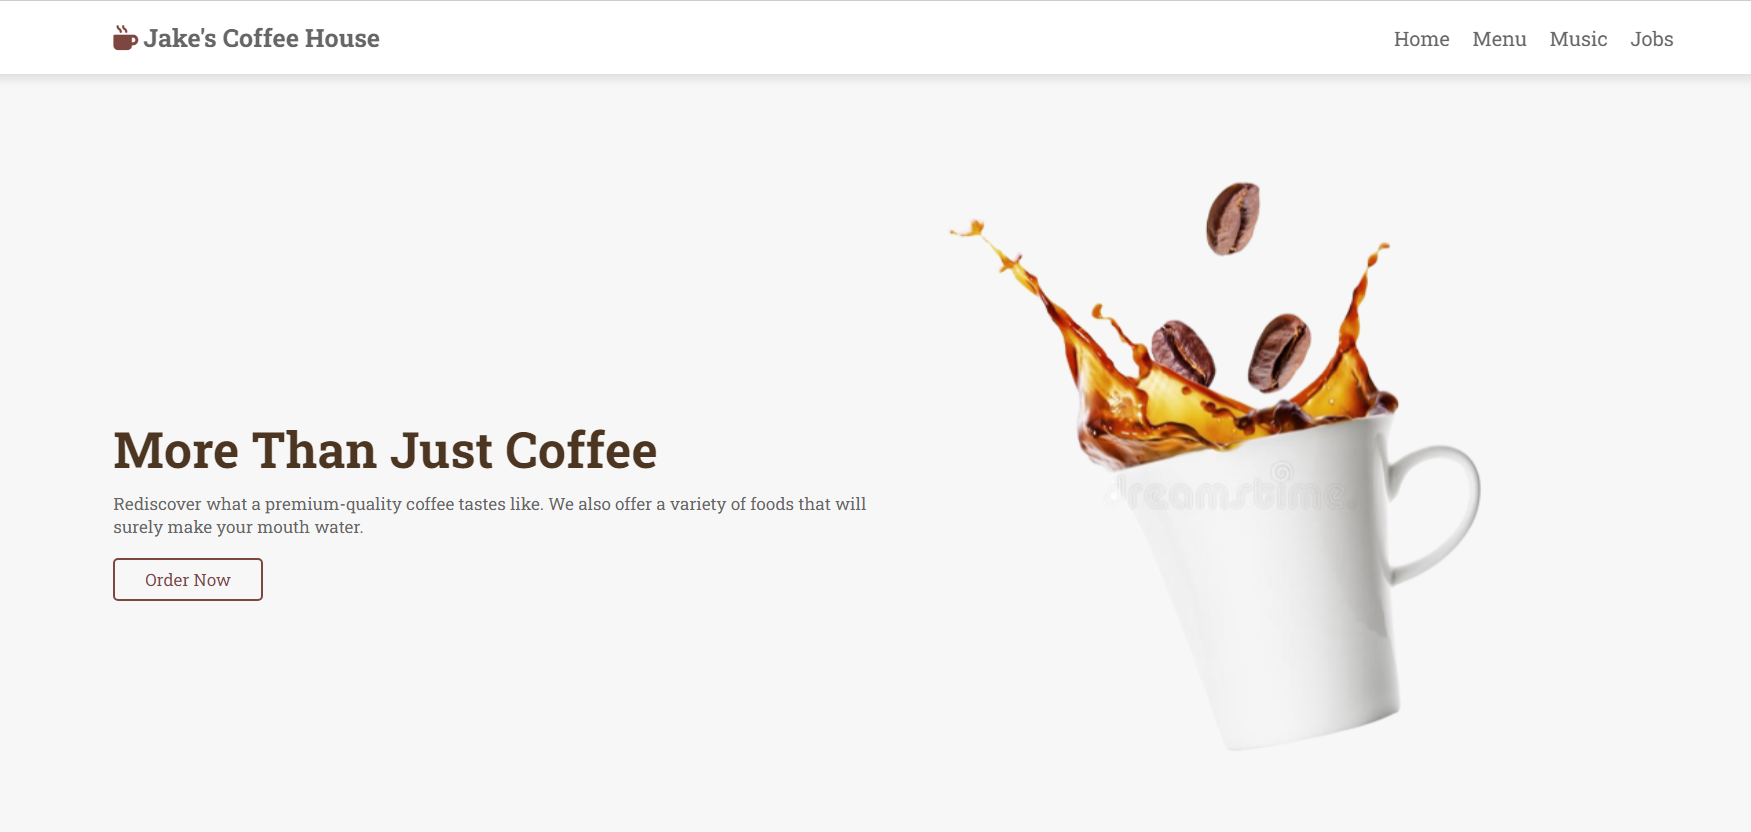 Jake's Coffee House
Home Menu Music Jobs
More Than Just Coffee
Rediscover what a premium-quality coffee tastes like. We also offer a variety of foods that will
surely make your mouth water.
Order Now
dreamstime.